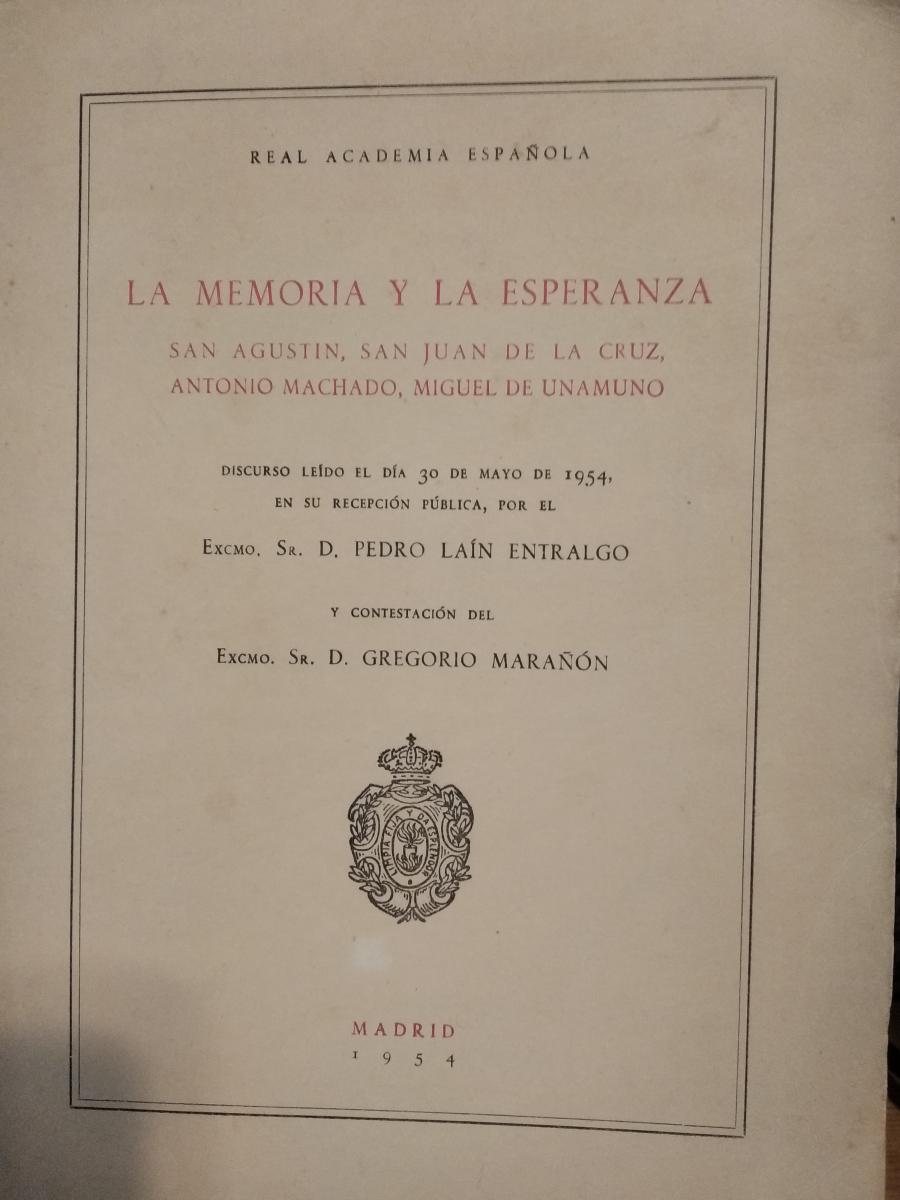 REAL ACADEMIA ESPAÑOLA
LA MEMORIA Y LA ESPERANZA
SAN AGUSTIN, SAN JUAN DE LA CRUZ,
ANTONIO MACHADO, MIGUEL DE UNAMUNO
DISCURSO LEÍDO EL DÍA 30 DE MAYO DE 1954,
EN SU RECEPCIÓN PÚBLICA, POR EL
EXCMO. SR. D. PEDRO LAÍN ENTRALGO
Y CONTESTACIÓN DEL
EXCMO. SR. D. GREGORIO MARAÑÓN
LIMPIA FIJA Y DA ESPLENDOR
MADRID
1954